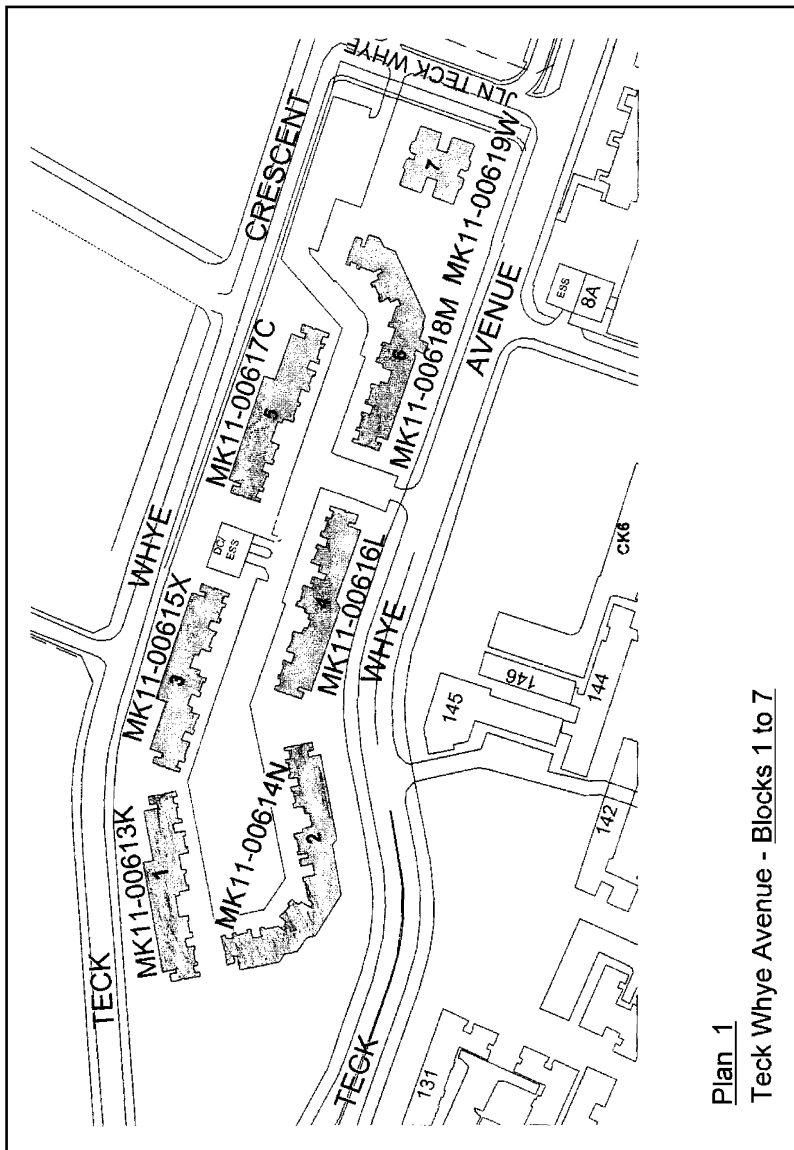 TECK
WHYE
CRESCENT
JLN TECK WHYE
MK11-00613K
1
MK11-00615X
3
DC/
ESS
MK11-00617C
5
7
MK11-00614N
2
4
MK11-00616L
6
MK11-00618M
MK11-00619W
TECK
WHYE
AVENUE
ESS
8A
131
142
144
145
146
CK6
Plan 1
Teck Whye Avenue - Blocks 1 to 7